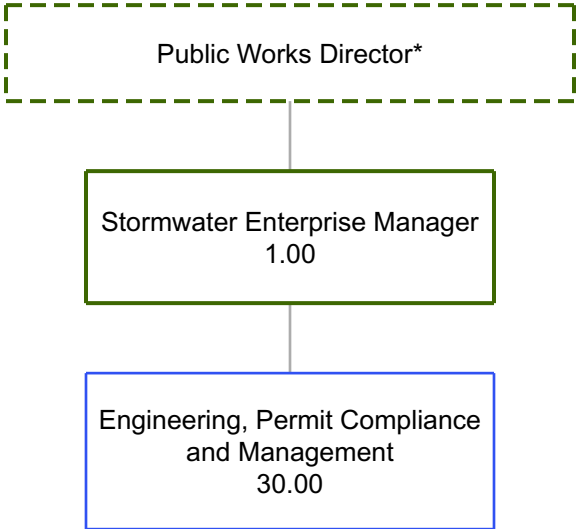 Public Works Director*
Stormwater Enterprise Manager
1.00
Engineering, Permit Compliance
and Management
30.00